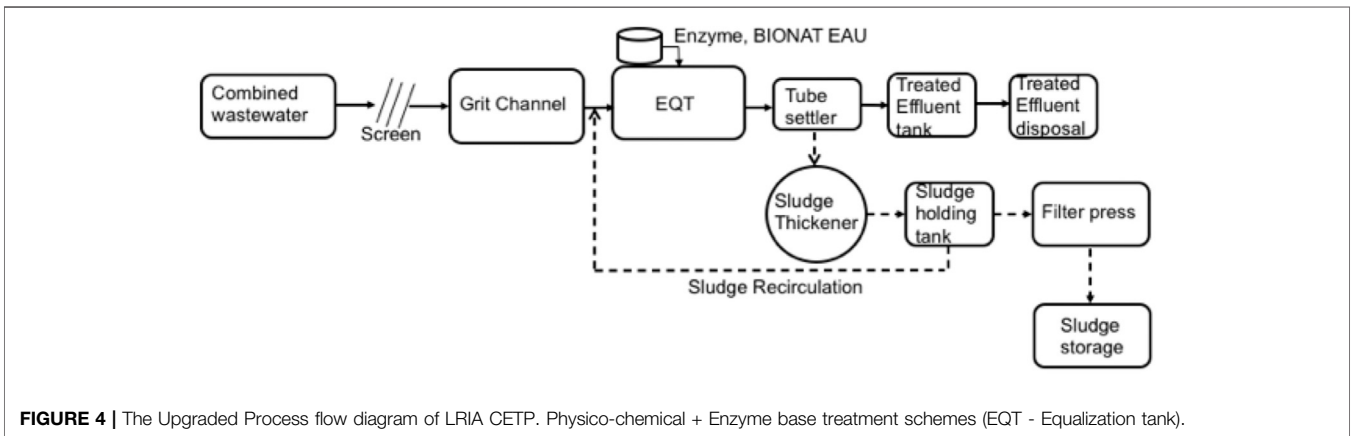 Enzyme, BIONAT EAU
Combined
wastewater
Screen
Grit Channel
EQT
Tube
settler
Treated
Effluent
tank
Treated
Effluent
disposal
Sludge
Thickener
Sludge
holding
tank
Filter press
Sludge Recirculation
Sludge
storage
FIGURE 4 | The Upgraded Process flow diagram of LRIA CETP. Physico-chemical + Enzyme base treatment schemes (EQT - Equalization tank).